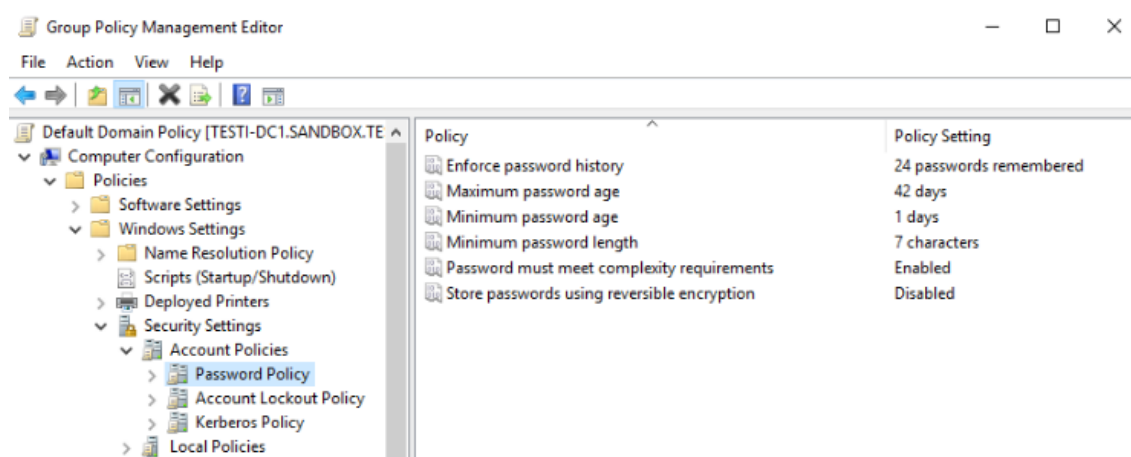 Group Policy Management Editor
File Action View Help
Default Domain Policy [TESTI-DC1.SANDBOX.TE
Computer Configuration
Policies
Software Settings
Windows Settings
Name Resolution Policy
Scripts (Startup/Shutdown)
Deployed Printers
Security Settings
Account Policies
Password Policy
Account Lockout Policy
Kerberos Policy
Local Policies
Policy Policy Setting
Enforce password history 24 passwords remembered
Maximum password age 42 days
Minimum password age 1 days
Minimum password length 7 characters
Password must meet complexity requirements Enabled
Store passwords using reversible encryption Disabled